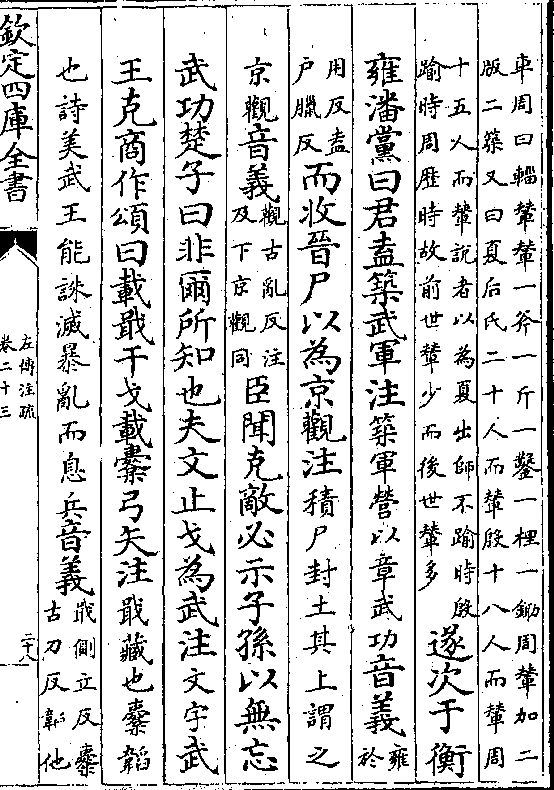 車周曰輜輦輦一斧一斤一鑿一梩一鋤周輦加二
版二築又曰夏后氏二十人而輦殷十八人而輦周
十五人而輦説者以為夏出師不踰時殷
踰時周歴時故前世輦少而後世輦多
遂次于衡
雍潘黨曰君盍築武軍注築軍營以章武功音義雍於
用反盍
户臘反
而收晉尸以為京觀注積尸封土其上謂之
京觀音義
觀古亂反注
及下京觀同
臣聞克敵必示子孫以無忘
武功楚子曰非爾所知也夫文止戈為武注文字武
王克商作頌曰載戢干戈載櫜弓矢注戢藏也櫜韜
也詩美武王能誅滅暴亂而息兵音義
戢側立反櫜
古刀反韜他
欽定四庫全書
左傳注疏
卷二十三
二十八